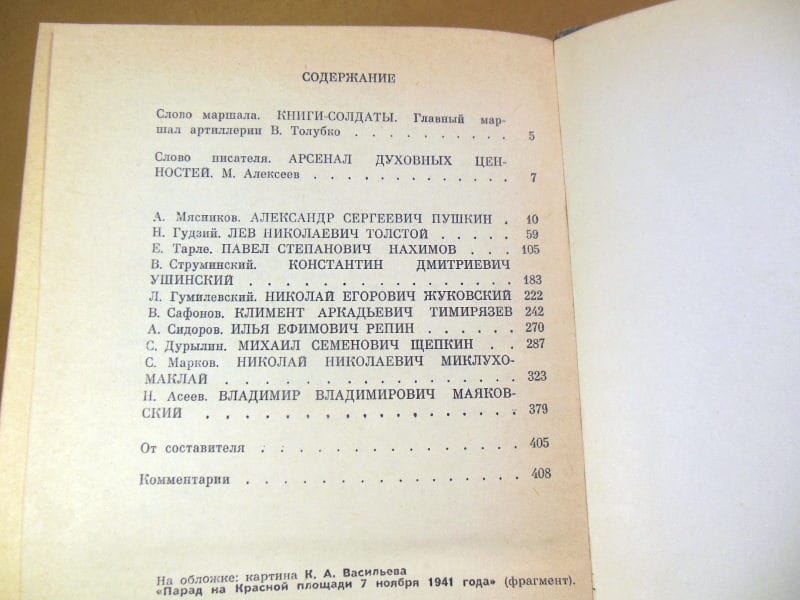 СОДЕРЖАНИЕ
Слово маршала. КНИГИ-СОЛДАТЫ. Главный мар-
шал артиллерии В. Толубко . . . . . . . . . . 5
Слово писателя. АРСЕНАЛ ДУХОВНЫХ ЦЕН-
НОСТЕЙ. М. Алексеев . . . . . . . . . . . . 7
А. Мясников. АЛЕКСАНДР СЕРГЕЕВИЧ ПУШКИН . 10
Н. Гудзий. ЛЕВ НИКОЛАЕВИЧ ТОЛСТОЙ . . . . . 59
Е. Тарле. ПАВЕЛ СТЕПАНОВИЧ НАХИМОВ . . . 105
В. Струминский. КОНСТАНТИН ДМИТРИЕВИЧ
УШИНСКИЙ . . . . . . . . . . . . . . . 183
Л. Гумилевский. НИКОЛАЙ ЕГОРОВИЧ ЖУКОВСКИЙ 222
В. Сафонов. КЛИМЕНТ АРКАДЬЕВИЧ ТИМИРЯЗЕВ 242
А. Сидоров. ИЛЬЯ ЕФИМОВИЧ РЕПИН . . . . . . 270
С. Дурылин. МИХАИЛ СЕМЕНОВИЧ ЩЕПКИН . . 287
С. Марков. НИКОЛАЙ НИКОЛАЕВИЧ МИКЛУХО-
МАКЛАЙ . . . . . . . . . . . . . . . . . 323
Н. Асеев. ВЛАДИМИР ВЛАДИМИРОВИЧ МАЯКОВ-
СКИЙ . . . . . . . . . . . . . . . . . . 379
От составителя . . . . . . . . . . . . . . . 405
Комментарии . . . . . . . . . . . . . . . . 408
На обложке: картина К. А. Васильева
«Парад на Красной площади 7 ноября 1941 года» (фрагмент).